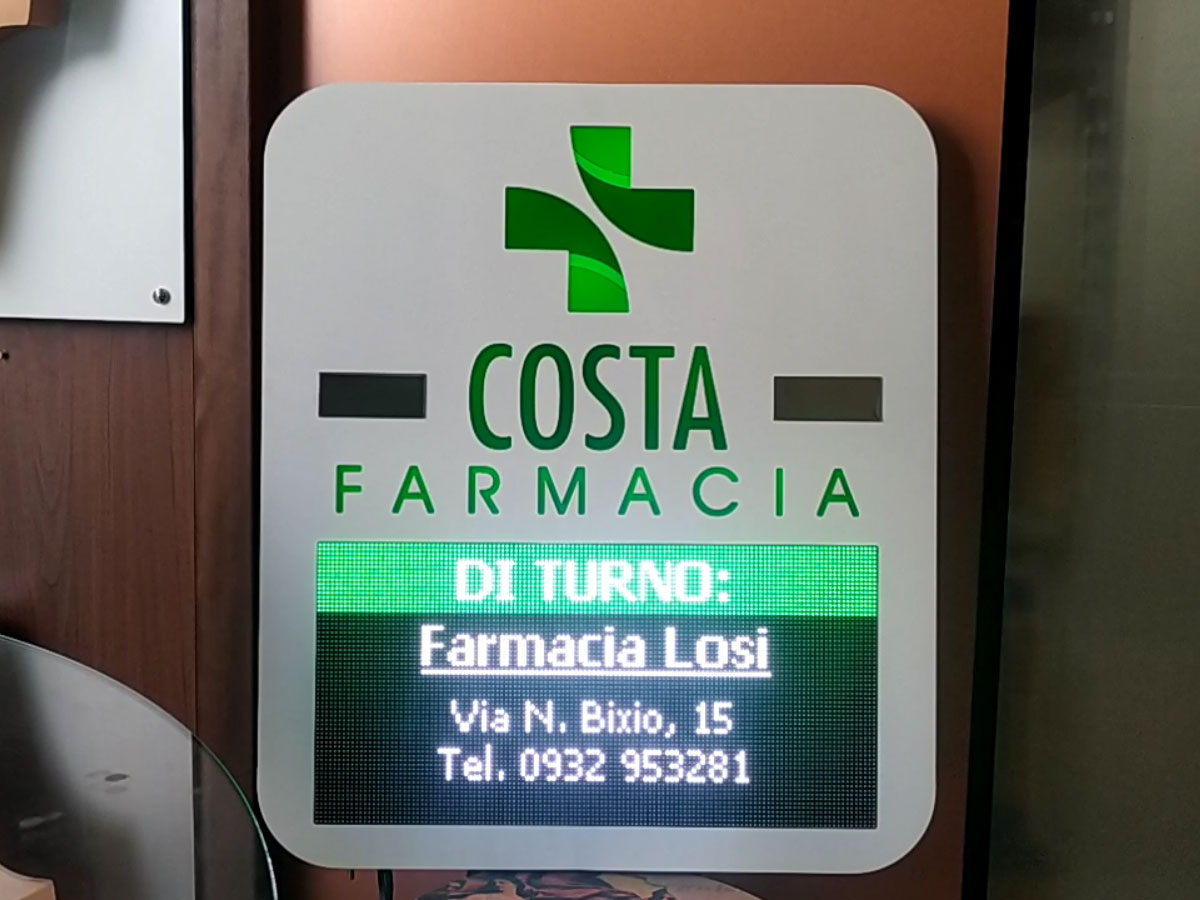 COSTA
FARMACIA
DI TURNO:
Farmacia Losi
Via N. Bixio, 15
Tel. 0932 953281